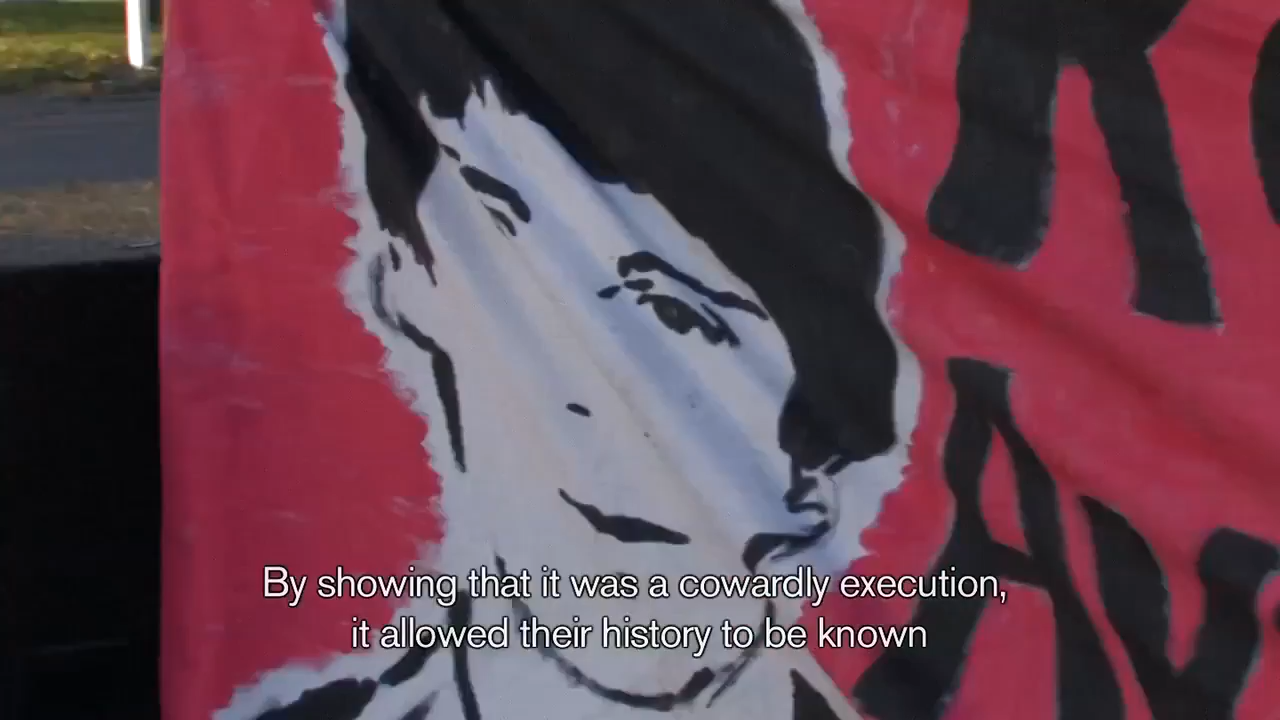 By showing that it was a cowardly execution,
it allowed their history to be known